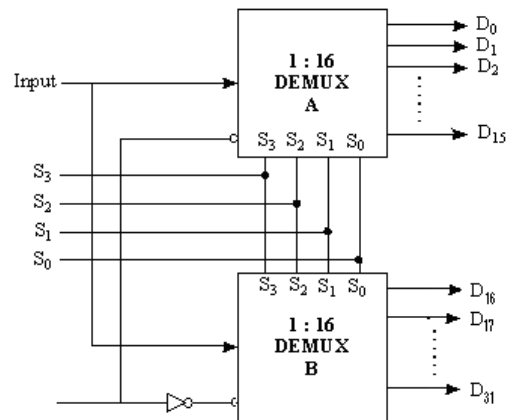 D₀
D₁
D₂
D₁₅
Input
1 : 16
DEMUX
A
S₃ S₂ S₁ S₀
S₃
S₂
S₁
S₀
S₃ S₂ S₁ S₀
1 : 16
DEMUX
B
D₁₆
D₁₇
D₃₁